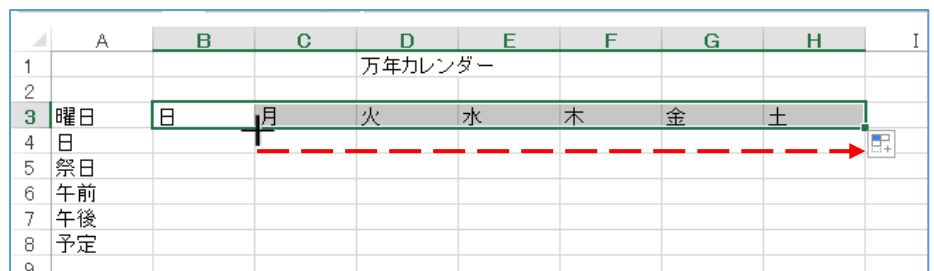 A B C D E F G H I
1 万年カレンダー
2
3 曜日 日 月 火 水 木 金 土
4 日
5 祭日
6 午前
7 午後
8 予定
9